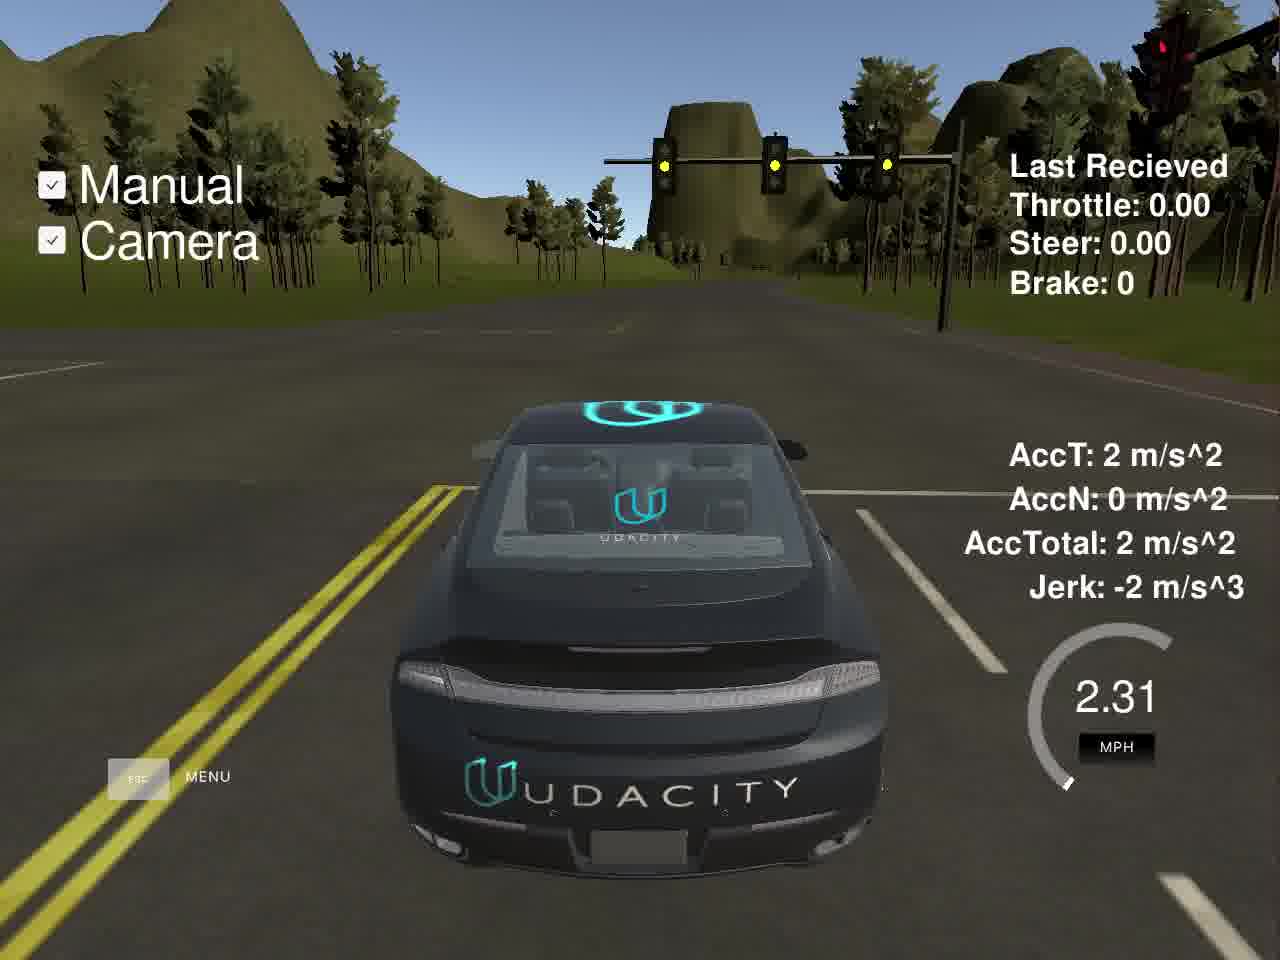 Manual
Camera
Last Recieved
Throttle: 0.00
Steer: 0.00
Brake: 0
AccT: 2 m/s^2
AccN: 0 m/s^2
AccTotal: 2 m/s^2
Jerk: -2 m/s^3
2.31
MPH
UDACITY
ESC MENU
UDACITY